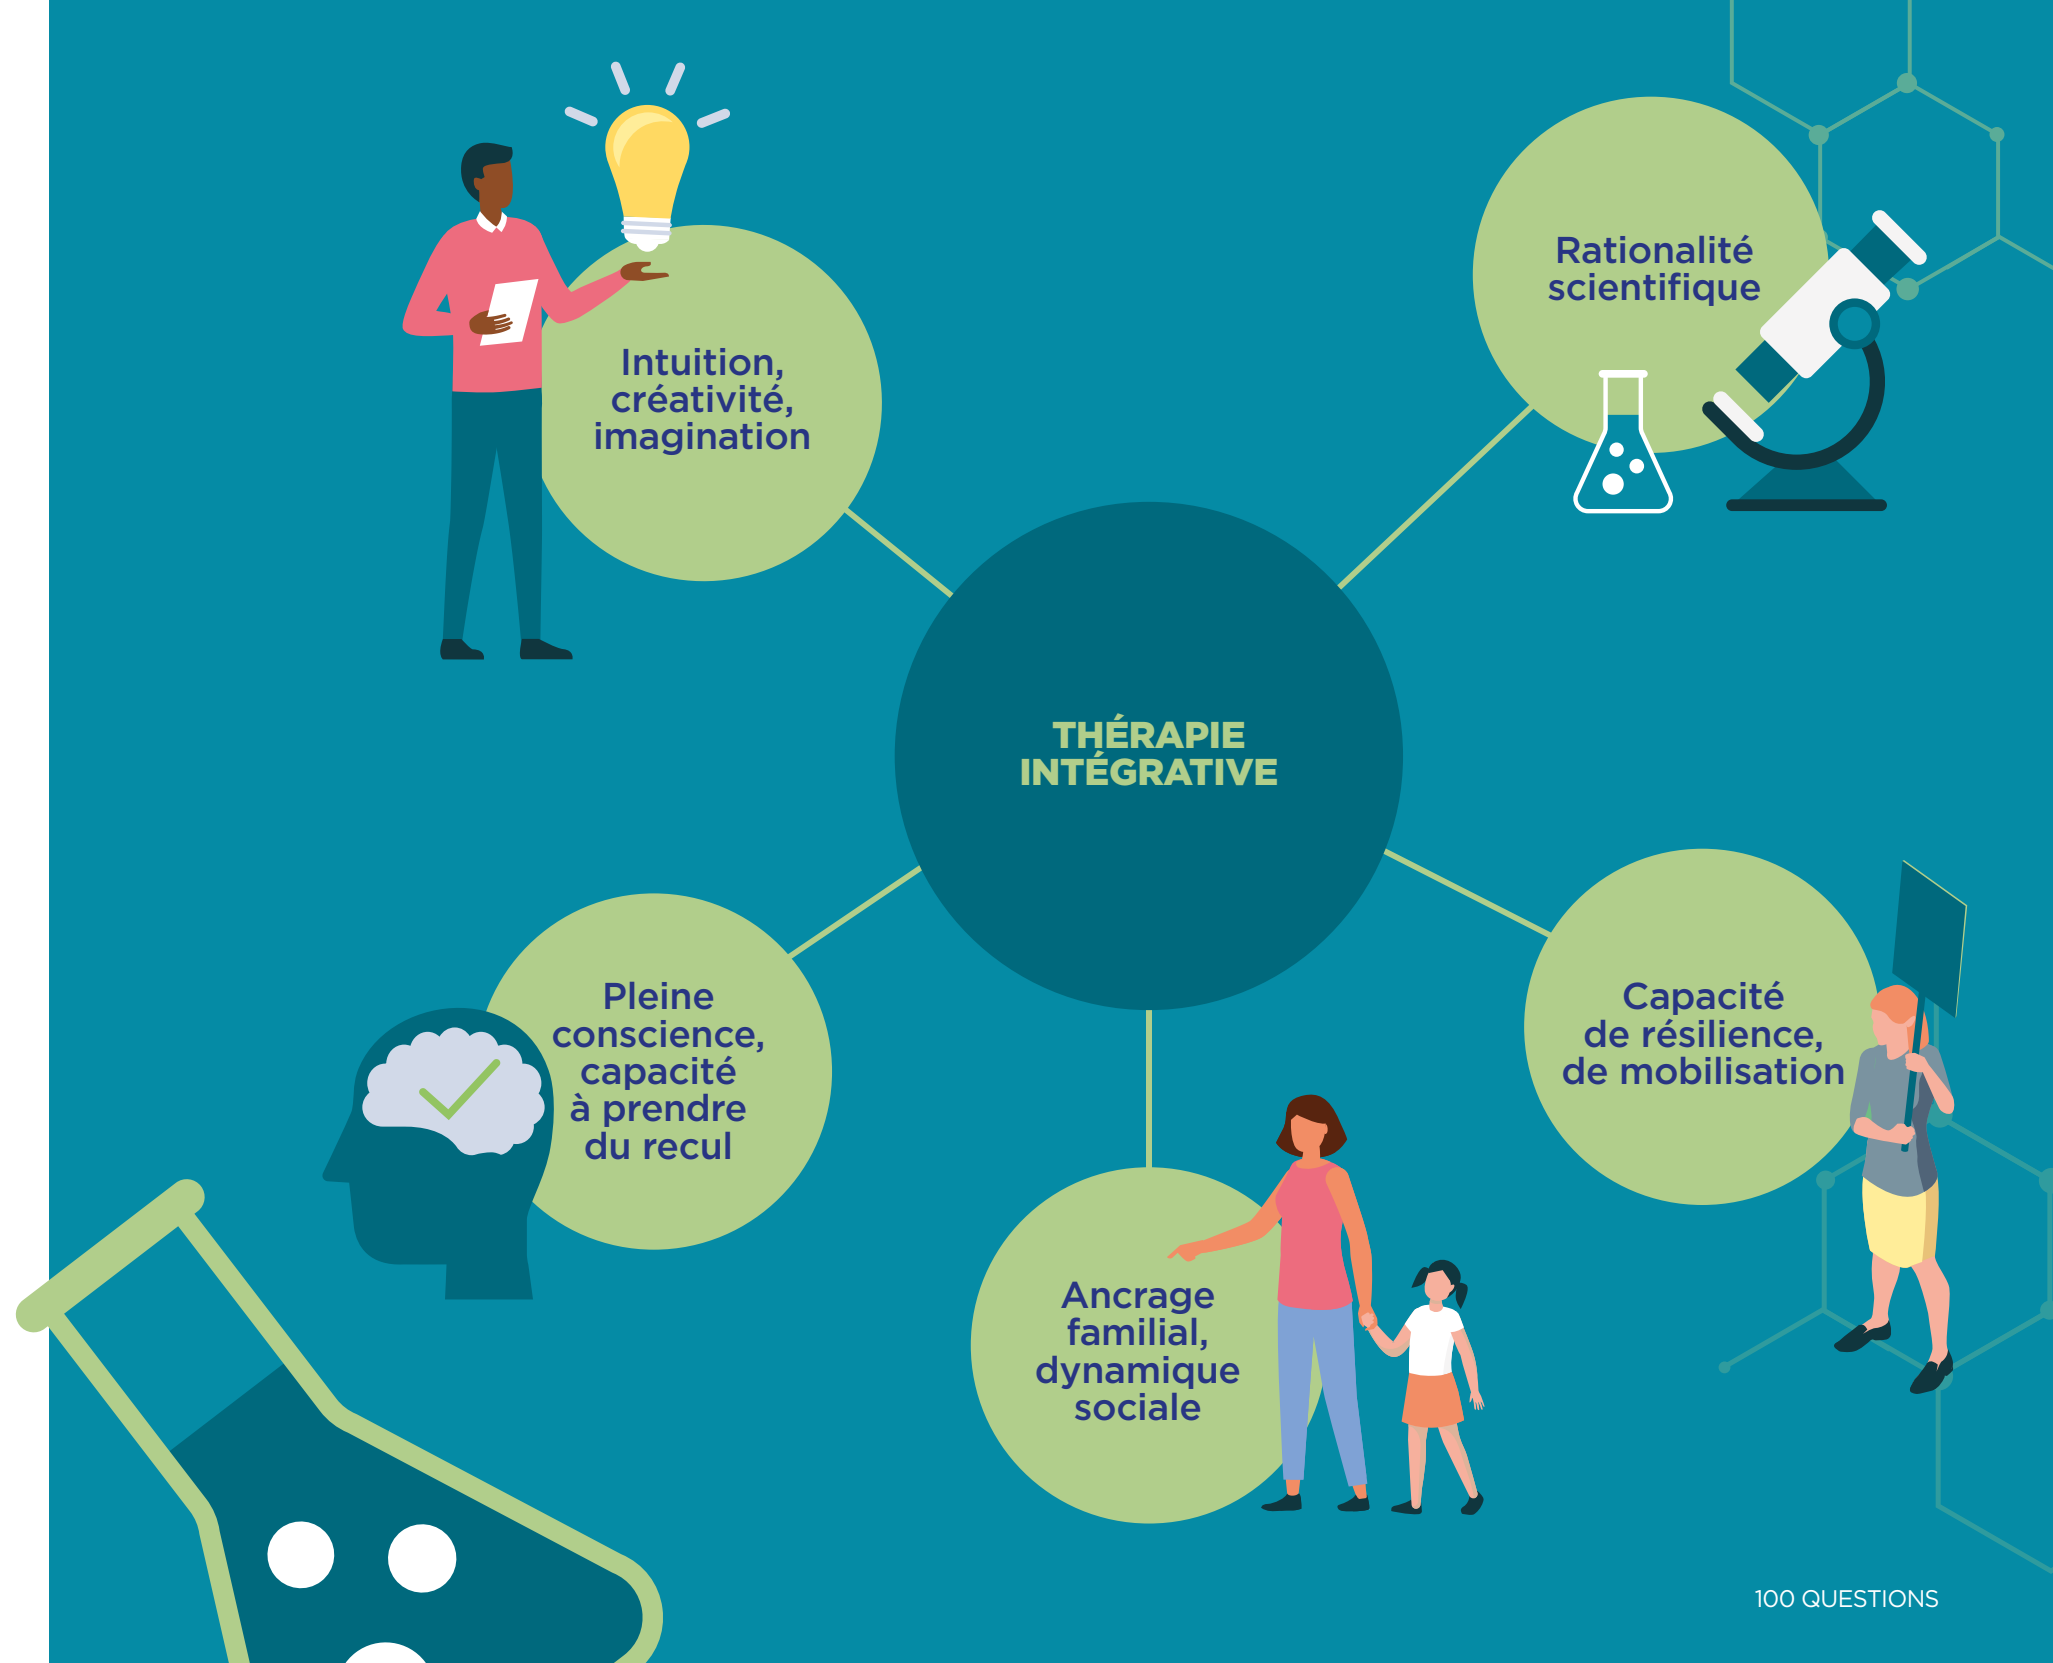 Intuition,
créativité,
imagination
Rationalité
scientifique
THÉRAPIE
INTÉGRATIVE
Pleine
conscience,
capacité
à prendre
du recul
Capacité
de résilience,
de mobilisation
Ancrage
familial,
dynamique
sociale
100 QUESTIONS